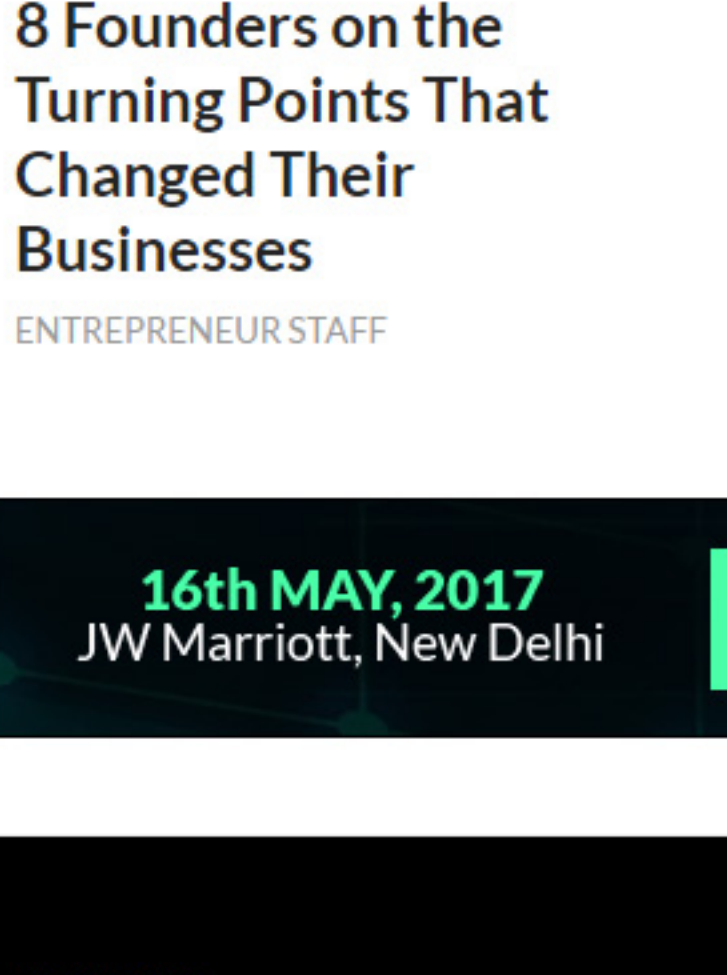 8 Founders on the
Turning Points That
Changed Their
Businesses
ENTREPRENEUR STAFF
16th MAY, 2017
JW Marriott, New Delhi